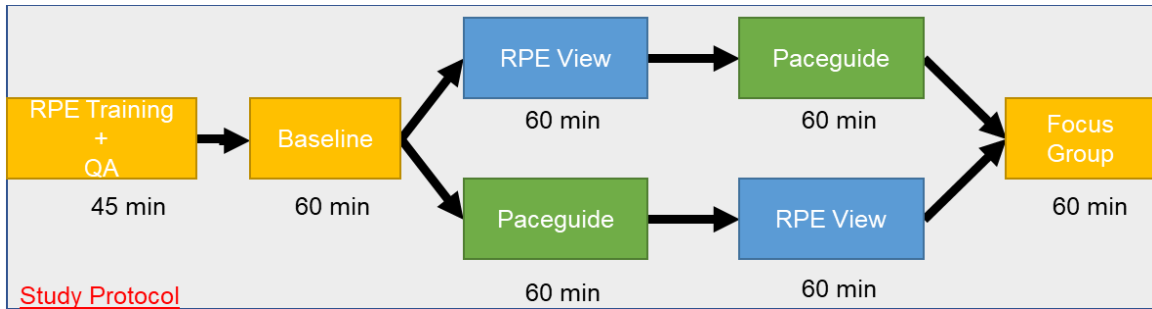 RPE Training
+
QA
45 min
Baseline
60 min
RPE View
60 min
Paceguide
60 min
Paceguide
60 min
RPE View
60 min
Focus
Group
60 min
Study Protocol